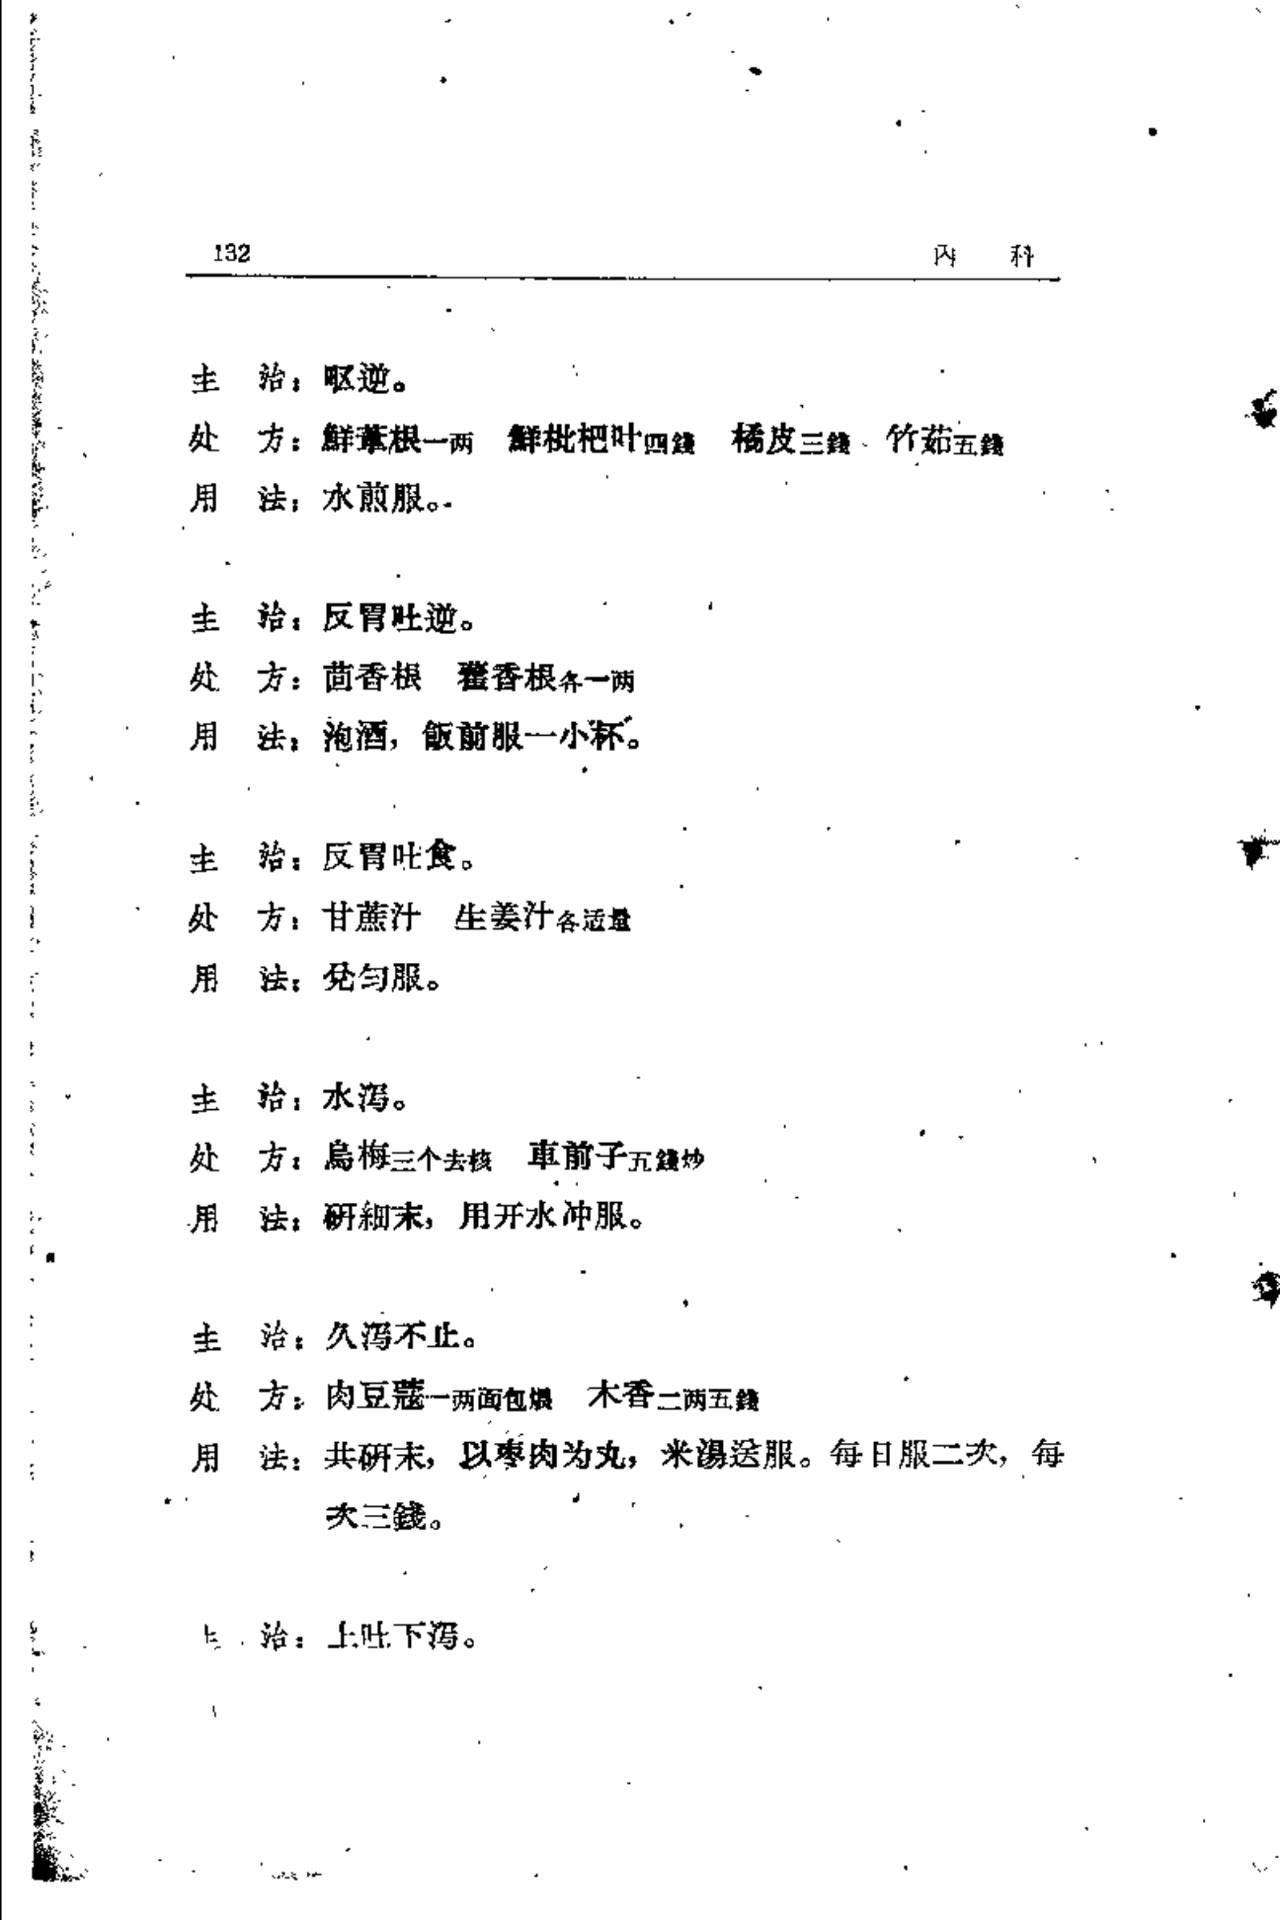 132 內 科
主 治：呕逆。
处 方：鮮葦根一两 鮮枇杷叶四錢 橘皮三錢 竹茹五錢
用 法：水煎服。
主 治：反胃吐逆。
处 方：茴香根 藿香根各一两
用 法：泡酒，飯前服一小杯。
主 治：反胃吐食。
处 方：甘蔗汁 生姜汁各适量
用 法：兌匀服。
主 治：水泻。
处 方：烏梅三个去核 車前子五錢炒
用 法：研細末，用开水冲服。
主 治：久泻不止。
处 方：肉豆蔻一两面包煨 木香二两五錢
用 法：共研末，以枣肉为丸，米湯送服。每日服二次，每
次三錢。
主 治：上吐下泻。